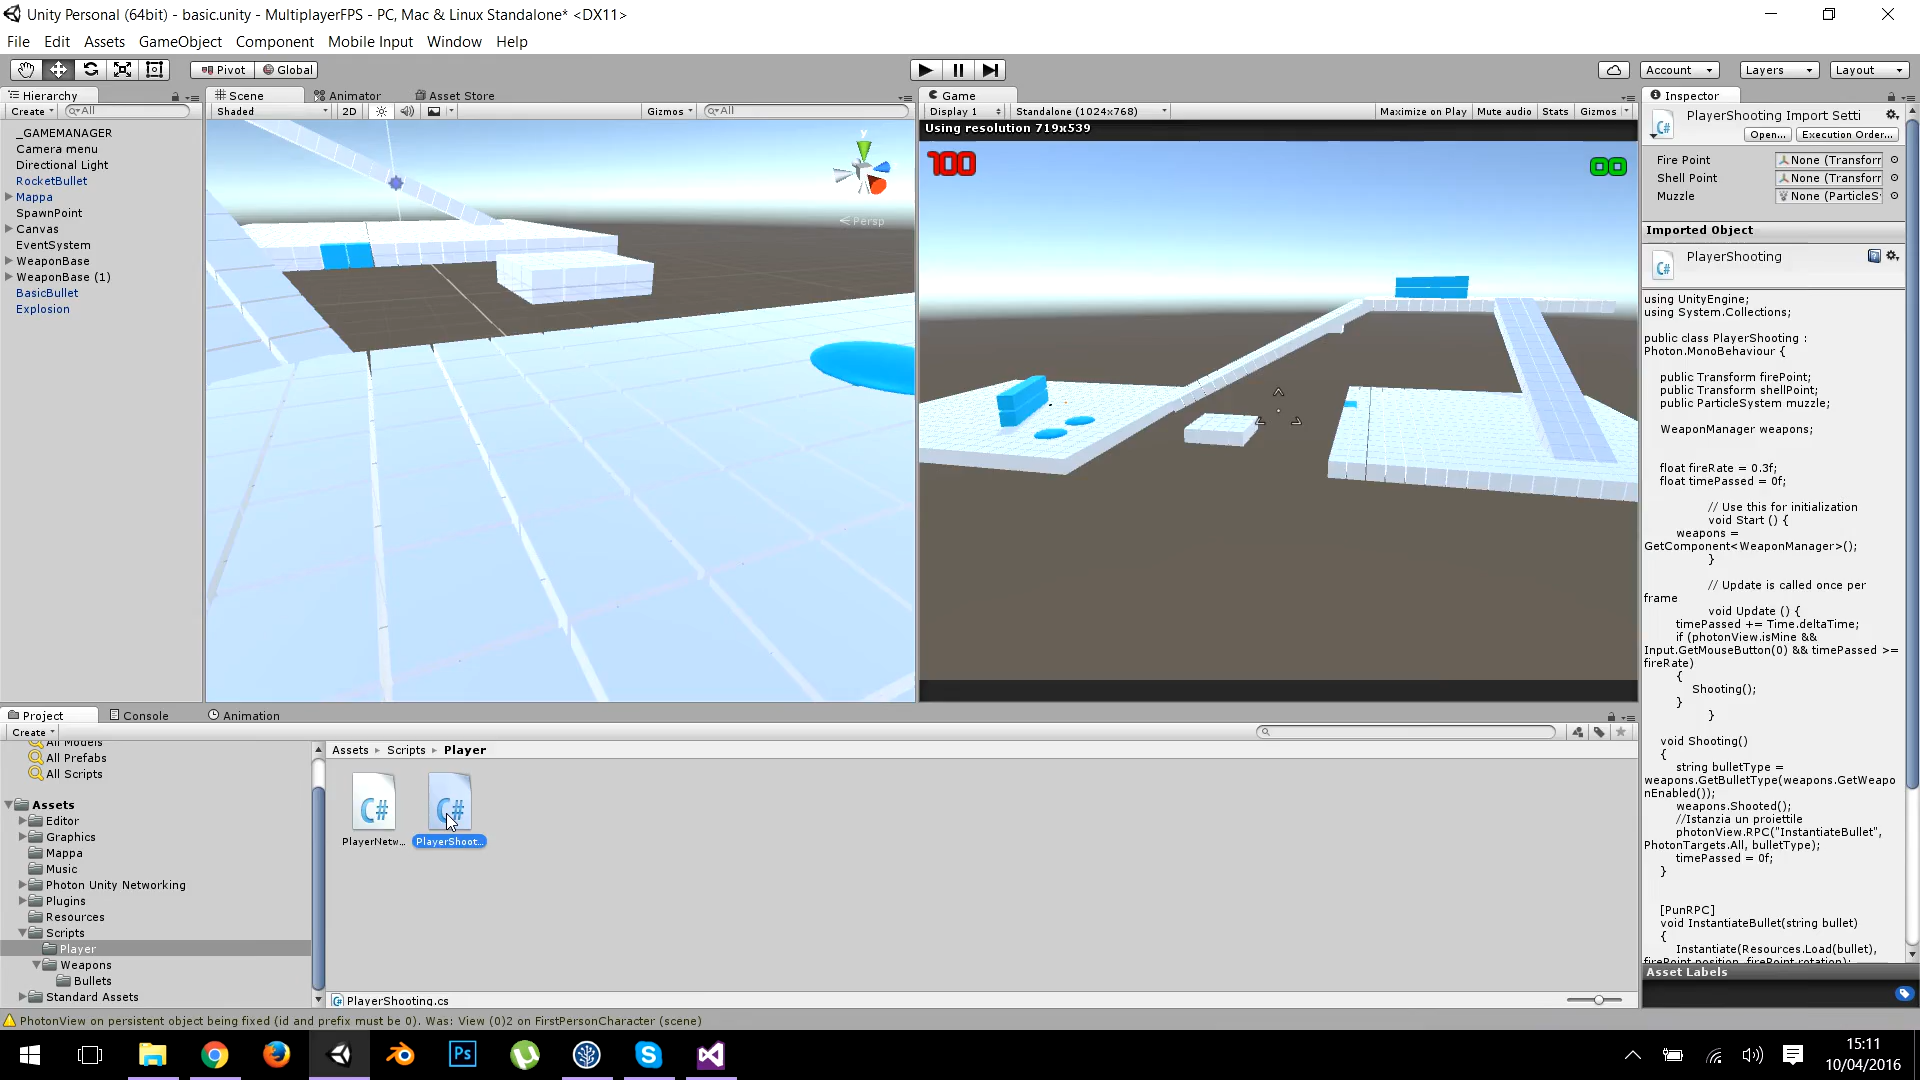 Unity Personal (64bit) - basic.unity - MultiplayerFPS - PC, Mac & Linux Standalone* <DX11>
File Edit Assets GameObject Component Mobile Input Window Help
Pivot Global Account Layers Layout
Hierarchy
Create All
_GAMEMANAGER
Camera menu
Directional Light
RocketBullet
Mappa
SpawnPoint
Canvas
EventSystem
WeaponBase
WeaponBase (1)
BasicBullet
Explosion
Scene Animator Asset Store
Shaded 2D Gizmos All
y
Persp
Game
Display 1 Standalone (1024x768) Maximize on Play Mute audio Stats Gizmos
Using resolution 719x539
100
Inspector
PlayerShooting Import Setti
Open... Execution Order...
Fire Point None (Transforr
Shell Point None (Transforr
Muzzle None (ParticleS
Imported Object
PlayerShooting
using UnityEngine;
using System.Collections;
public class PlayerShooting :
Photon.MonoBehaviour {
public Transform firePoint;
public Transform shellPoint;
public ParticleSystem muzzle;
WeaponManager weapons;
float fireRate = 0.3f;
float timePassed = 0f;
// Use this for initialization
void Start () {
weapons =
GetComponent<WeaponManager>();
}
// Update is called once per
frame
void Update () {
timePassed += Time.deltaTime;
if (photonView.isMine &&
Input.GetMouseButton(0) && timePassed >=
fireRate)
{
Shooting();
}
}
void Shooting()
{
string bulletType =
weapons.GetBulletType(weapons.GetWeapo
nEnabled());
weapons.Shooted();
//Istanzia un proiettile
photonView.RPC("InstantiateBullet",
PhotonTargets.All, bulletType);
timePassed = 0f;
}
[PunRPC]
void InstantiateBullet(string bullet)
{
Instantiate(Resources.Load(bullet),
firePoint.position, firePoint.rotation);
Asset Labels
Project Console Animation
Create
All Models
All Prefabs
All Scripts
Assets
Editor
Graphics
Mappa
Music
Photon Unity Networking
Plugins
Resources
Scripts
Player
Weapons
Bullets
Standard Assets
Assets Scripts Player
C# C#
PlayerNetw... PlayerShoot...
PlayerShooting.cs
PhotonView on persistent object being fixed (id and prefix must be 0). Was: View (0)2 on FirstPersonCharacter (scene)
Ps
15:11
10/04/2016